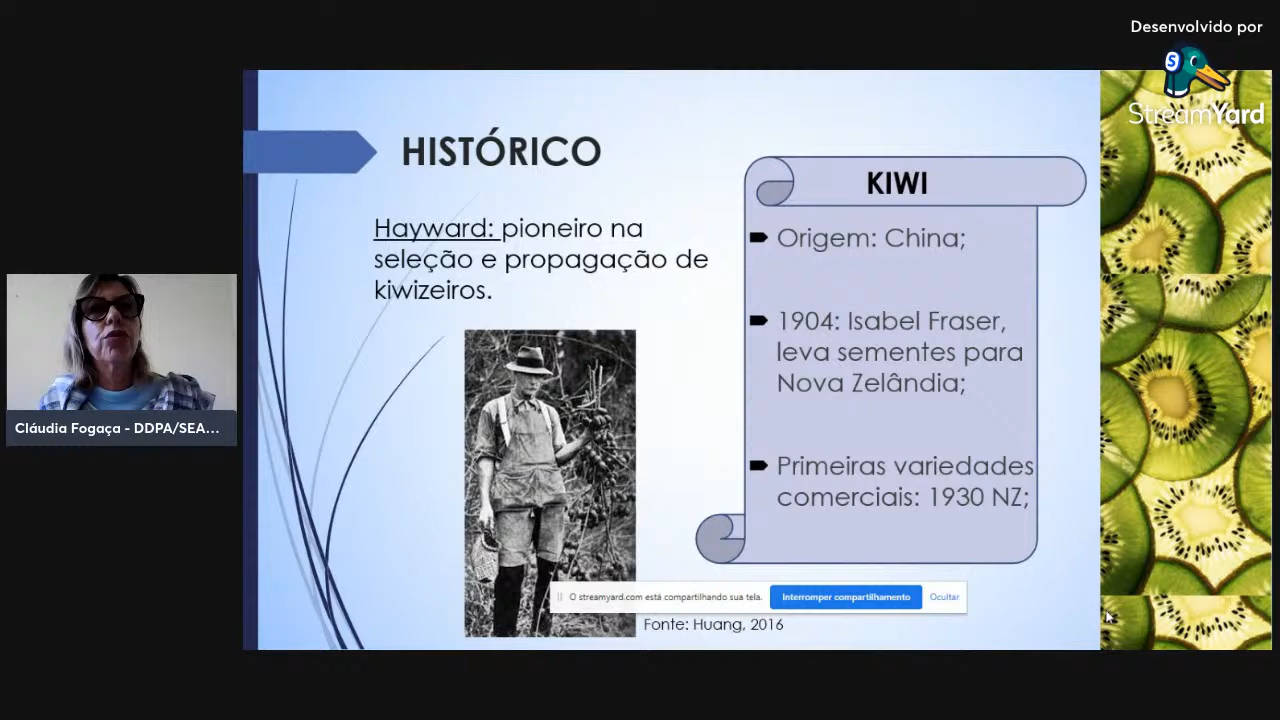 Desenvolvido por
S
StreamYard
HISTÓRICO
Hayward: pioneiro na
seleção e propagação de
kiwizeiros.
KIWI
Origem: China;
1904: Isabel Fraser,
leva sementes para
Nova Zelândia;
Primeiras variedades
comerciais: 1930 NZ;
Cláudia Fogaça - DDPA/SEA...
O streamyard.com está compartilhando sua tela. Interromper compartilhamento Ocultar
Fonte: Huang, 2016